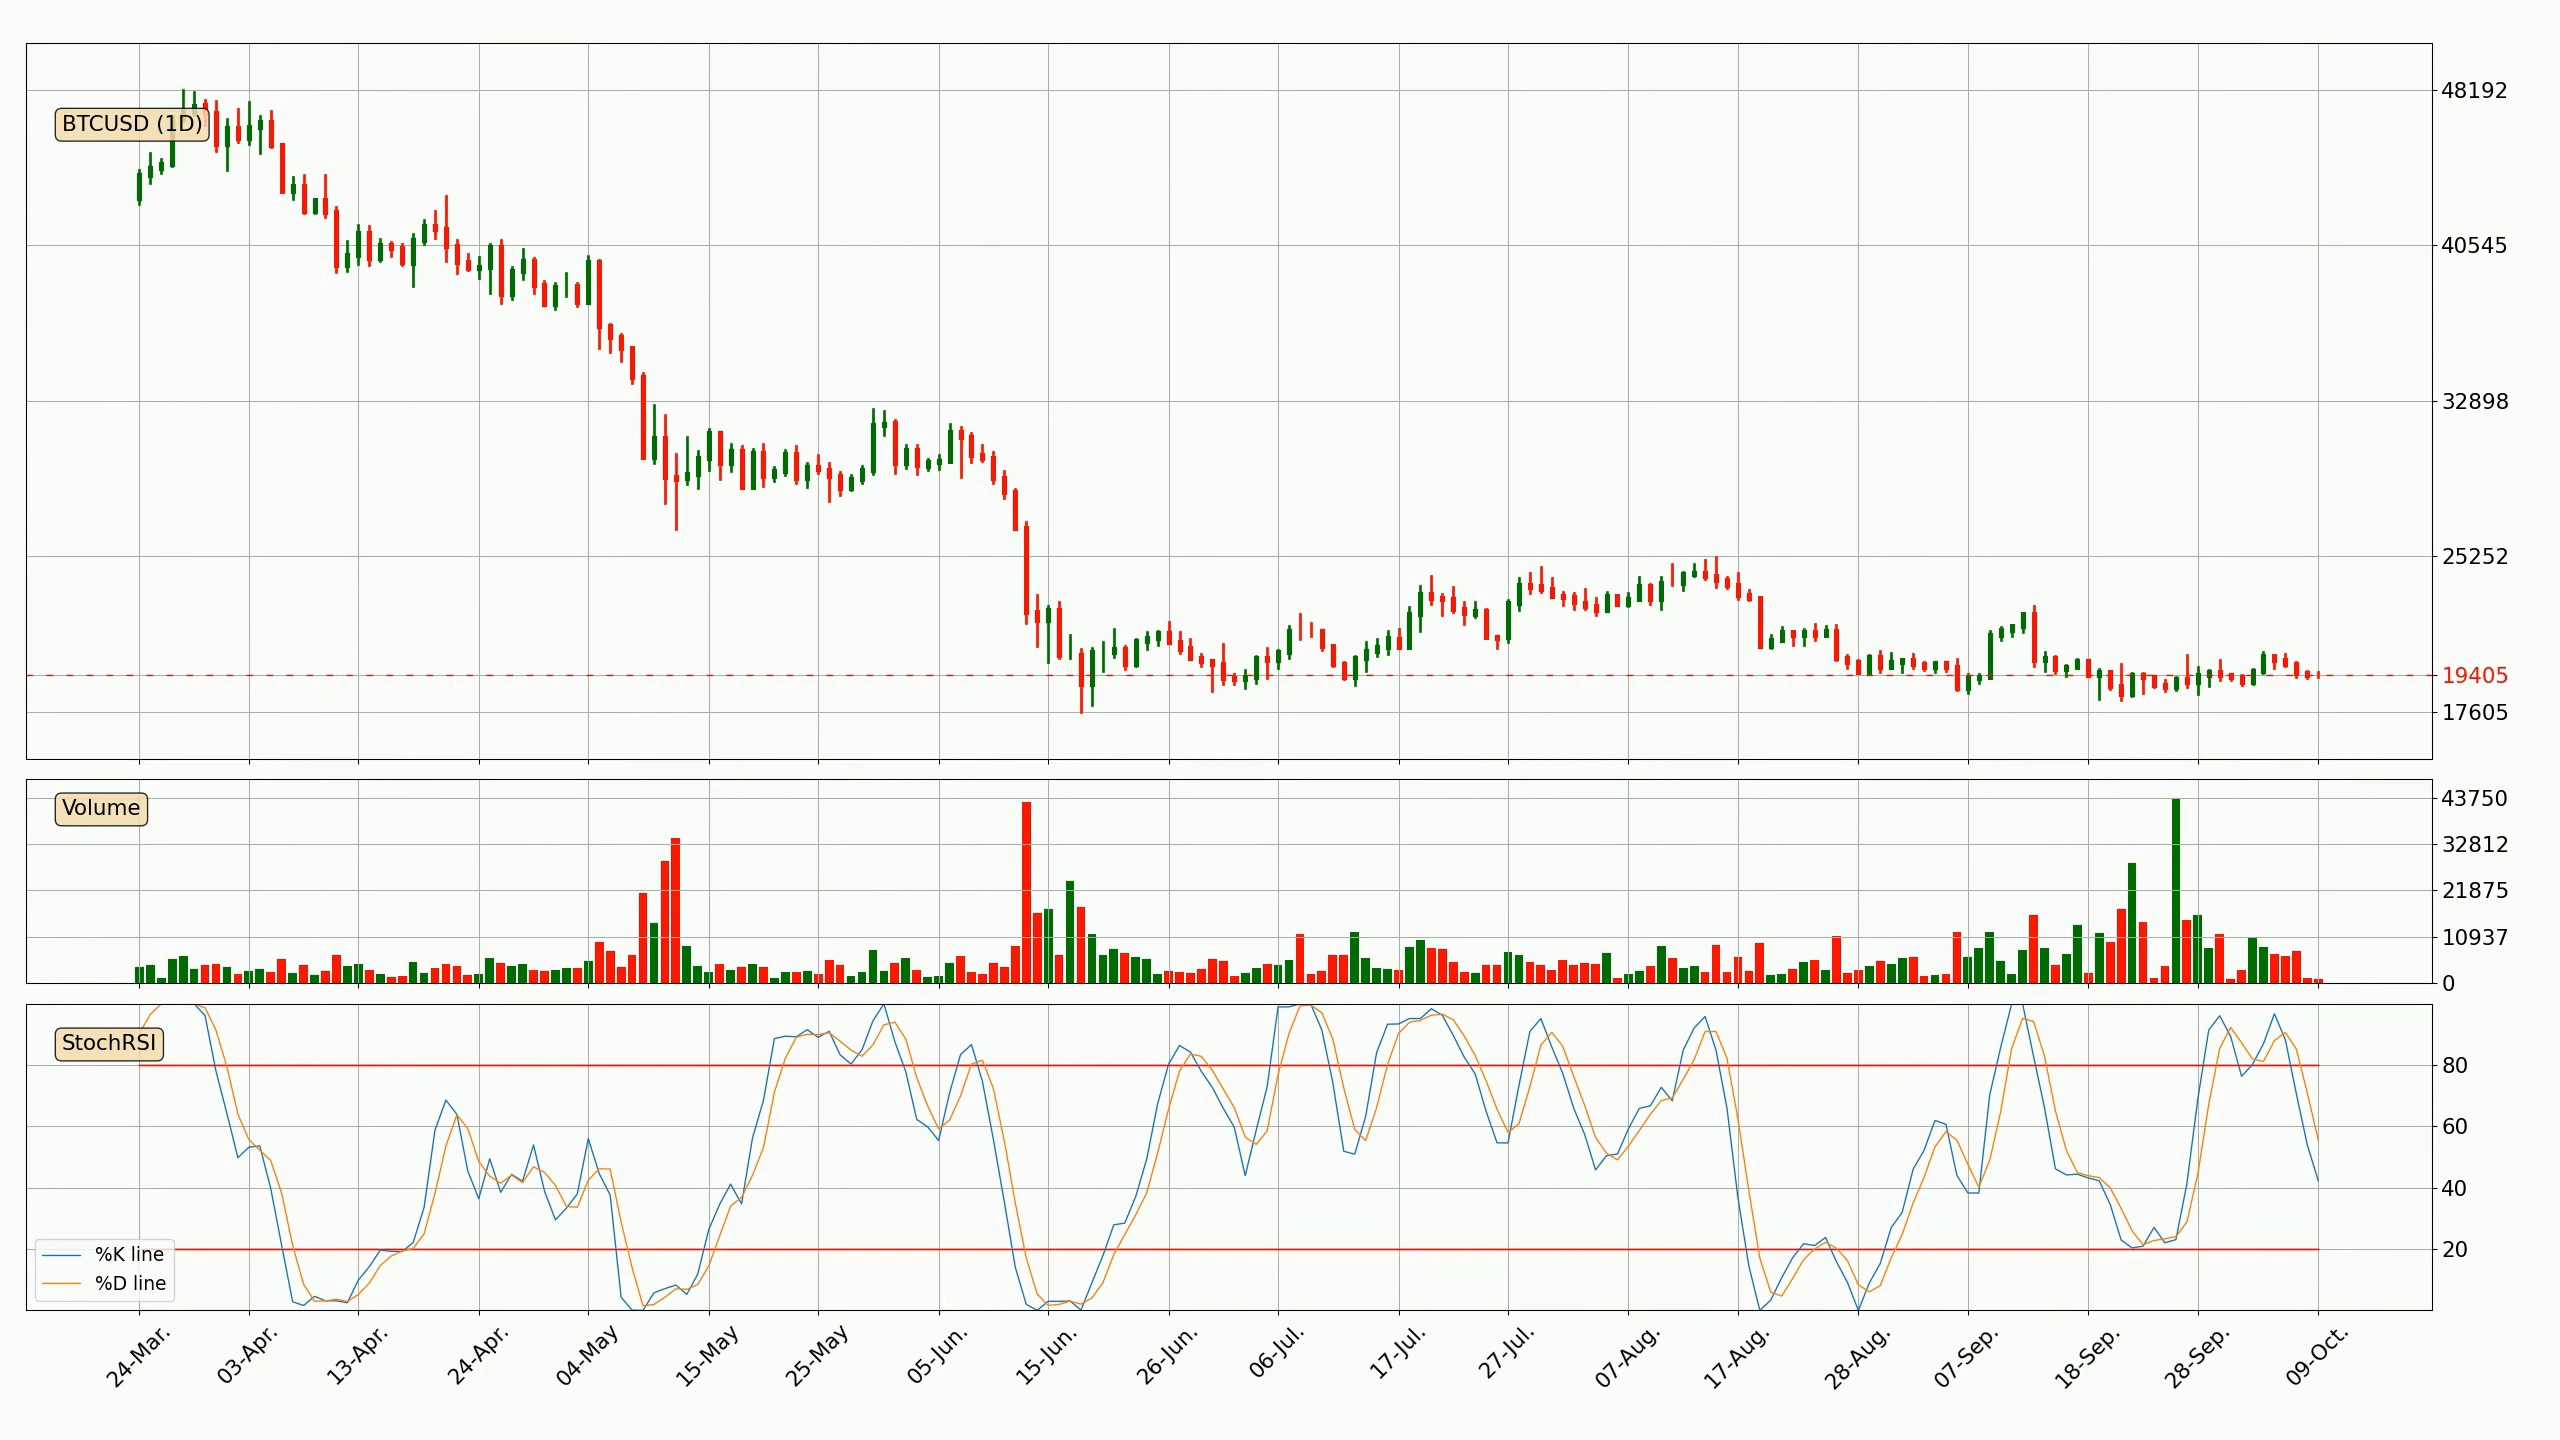 BTCUSD (1D)
48192
40545
32898
25252
19405
17605
Volume
43750
32812
21875
10937
0
StochRSI
80
60
40
20
%K line
%D line
24-Mar.
03-Apr.
13-Apr.
24-Apr.
04-May
15-May
25-May
05-Jun.
15-Jun.
26-Jun.
06-Jul.
17-Jul.
27-Jul.
07-Aug.
17-Aug.
28-Aug.
07-Sep.
18-Sep.
28-Sep.
09-Oct.